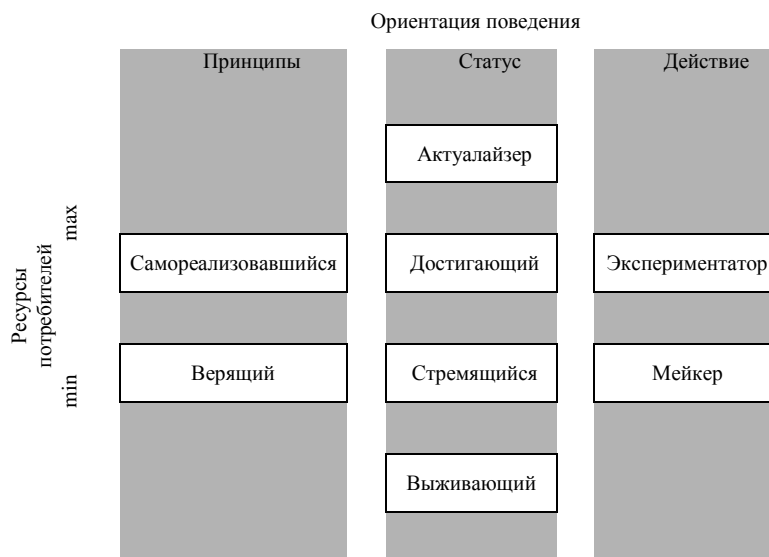 Ориентация поведения
Принципы
Статус
Действие
Актуалайзер
max
Самореализовавшийся
Достигающий
Экспериментатор
Ресурсы
потребителей
Верящий
Стремящийся
Мейкер
min
Выживающий